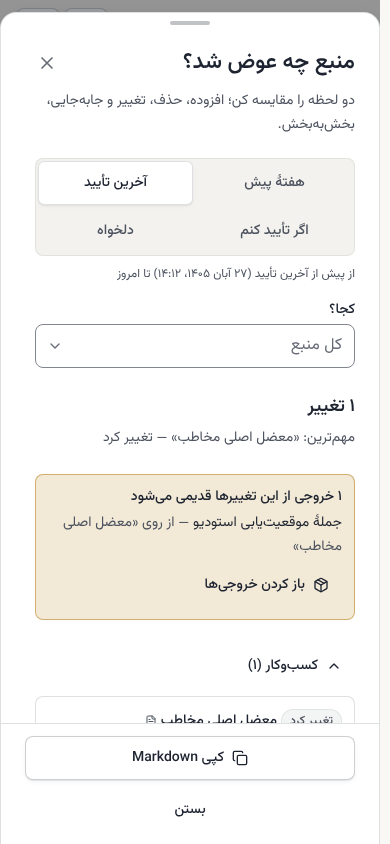 منبع چه عوض شد؟
دو لحظه را مقایسه کن؛ افزوده، حذف، تغییر و جابه‌جایی،
بخش‌به‌بخش.
هفتهٔ پیش
آخرین تأیید
اگر تأیید کنم
دلخواه
از پیش از آخرین تأیید (۲۷ آبان ۱۴۰۵، ۱۴:۱۲) تا امروز
کجا؟
کل منبع
۱ تغییر
مهم‌ترین: «معضل اصلی مخاطب» — تغییر کرد
۱ خروجی از این تغییرها قدیمی می‌شود
جملهٔ موقعیت‌یابی استودیو — از روی «معضل اصلی
مخاطب»
باز کردن خروجی‌ها
کسب‌وکار (۱)
تغییر کرد معضل اصلی مخاطب
کپی Markdown
بستن